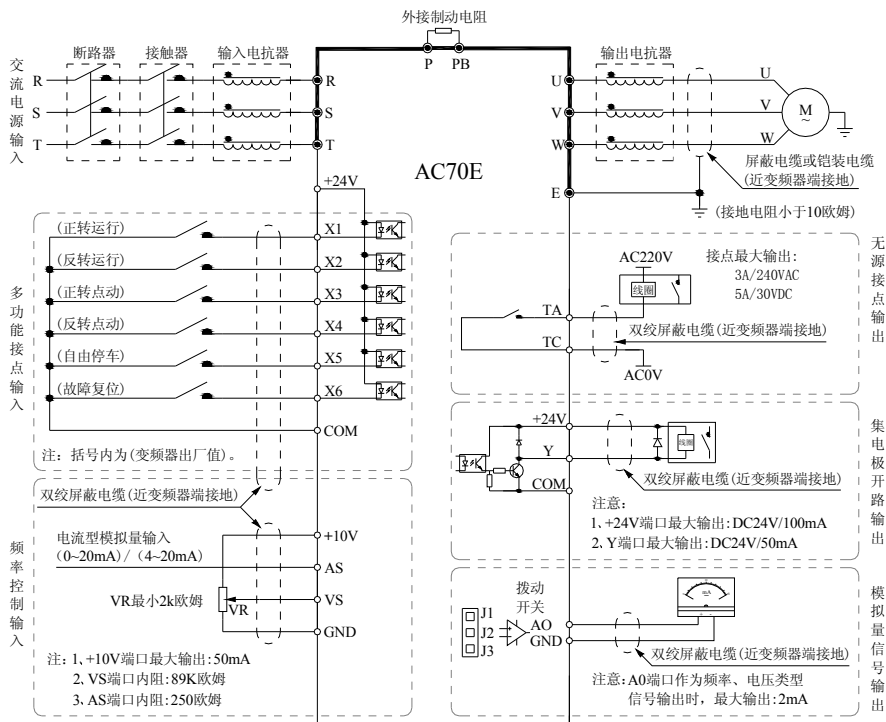 外接制动电阻
P
PB
断路器
接触器
输入电抗器
输出电抗器
交流电源输入
R
R
S
S
T
T
U
V
W
U
V
W
M
~
E
AC70E
屏蔽电缆或铠装电缆
(近变频器端接地)
(接地电阻小于10欧姆)
+24V
多功能接点输入
(正转运行)
X1
(反转运行)
X2
(正转点动)
X3
(反转点动)
X4
(自由停车)
X5
(故障复位)
X6
COM
注：括号内为(变频器出厂值)。
双绞屏蔽电缆(近变频器端接地)
频率控制输入
电流型模拟量输入
(0~20mA)/（4~20mA）
+10V
AS
VR最小2k欧姆
VR
VS
GND
注：1、+10V端口最大输出:50mA
2、VS端口内阻:89K欧姆
3、AS端口内阻:250欧姆
无源接点输出
AC220V
线圈
接点最大输出:
3A/240VAC
5A/30VDC
TA
双绞屏蔽电缆(近变频器端接地)
TC
AC0V
集电极开路输出
+24V
Y
线圈
COM
双绞屏蔽电缆(近变频器端接地)
注意:
1、+24V端口最大输出:DC24V/100mA
2、Y端口最大输出:DC24V/50mA
模拟量信号输出
拨动
开关
J1
J2
J3
AO
GND
mA
双绞屏蔽电缆(近变频器端接地)
注意:AO端口作为频率、电压类型
信号输出时，最大输出:2mA